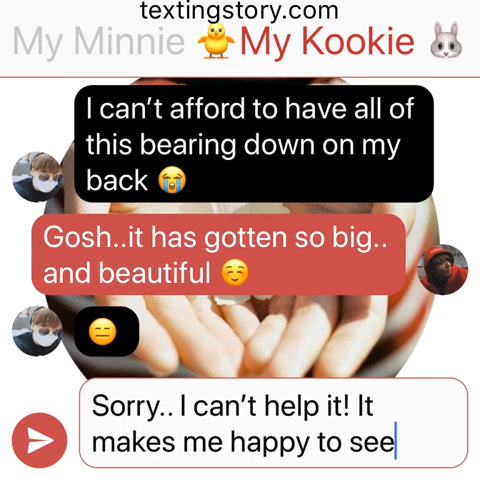 textingstory.com
My Minnie 🐥 My Kookie 🐰
I can't afford to have all of
this bearing down on my
back 😭
Gosh..it has gotten so big..
and beautiful ☺️
😑
Sorry.. I can't help it! It
makes me happy to see